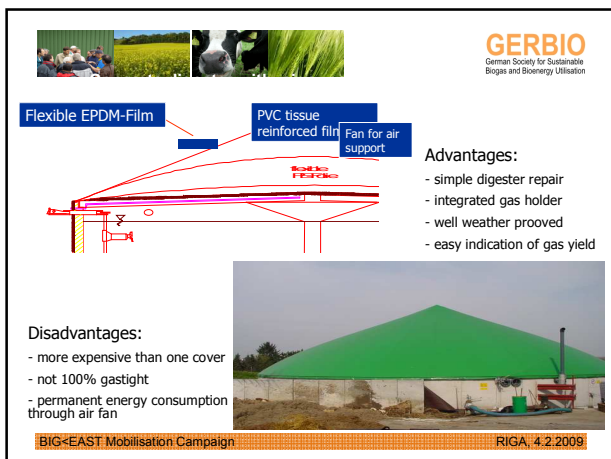 GERBIO
German Society for Sustainable
Biogas and Bioenergy Utilisation
Flexible EPDM-Film
PVC tissue
reinforced film
Fan for air
support
Advantages:
- simple digester repair
- integrated gas holder
- well weather prooved
- easy indication of gas yield
Disadvantages:
- more expensive than one cover
- not 100% gastight
- permanent energy consumption
through air fan
BIG<EAST Mobilisation Campaign
RIGA, 4.2.2009